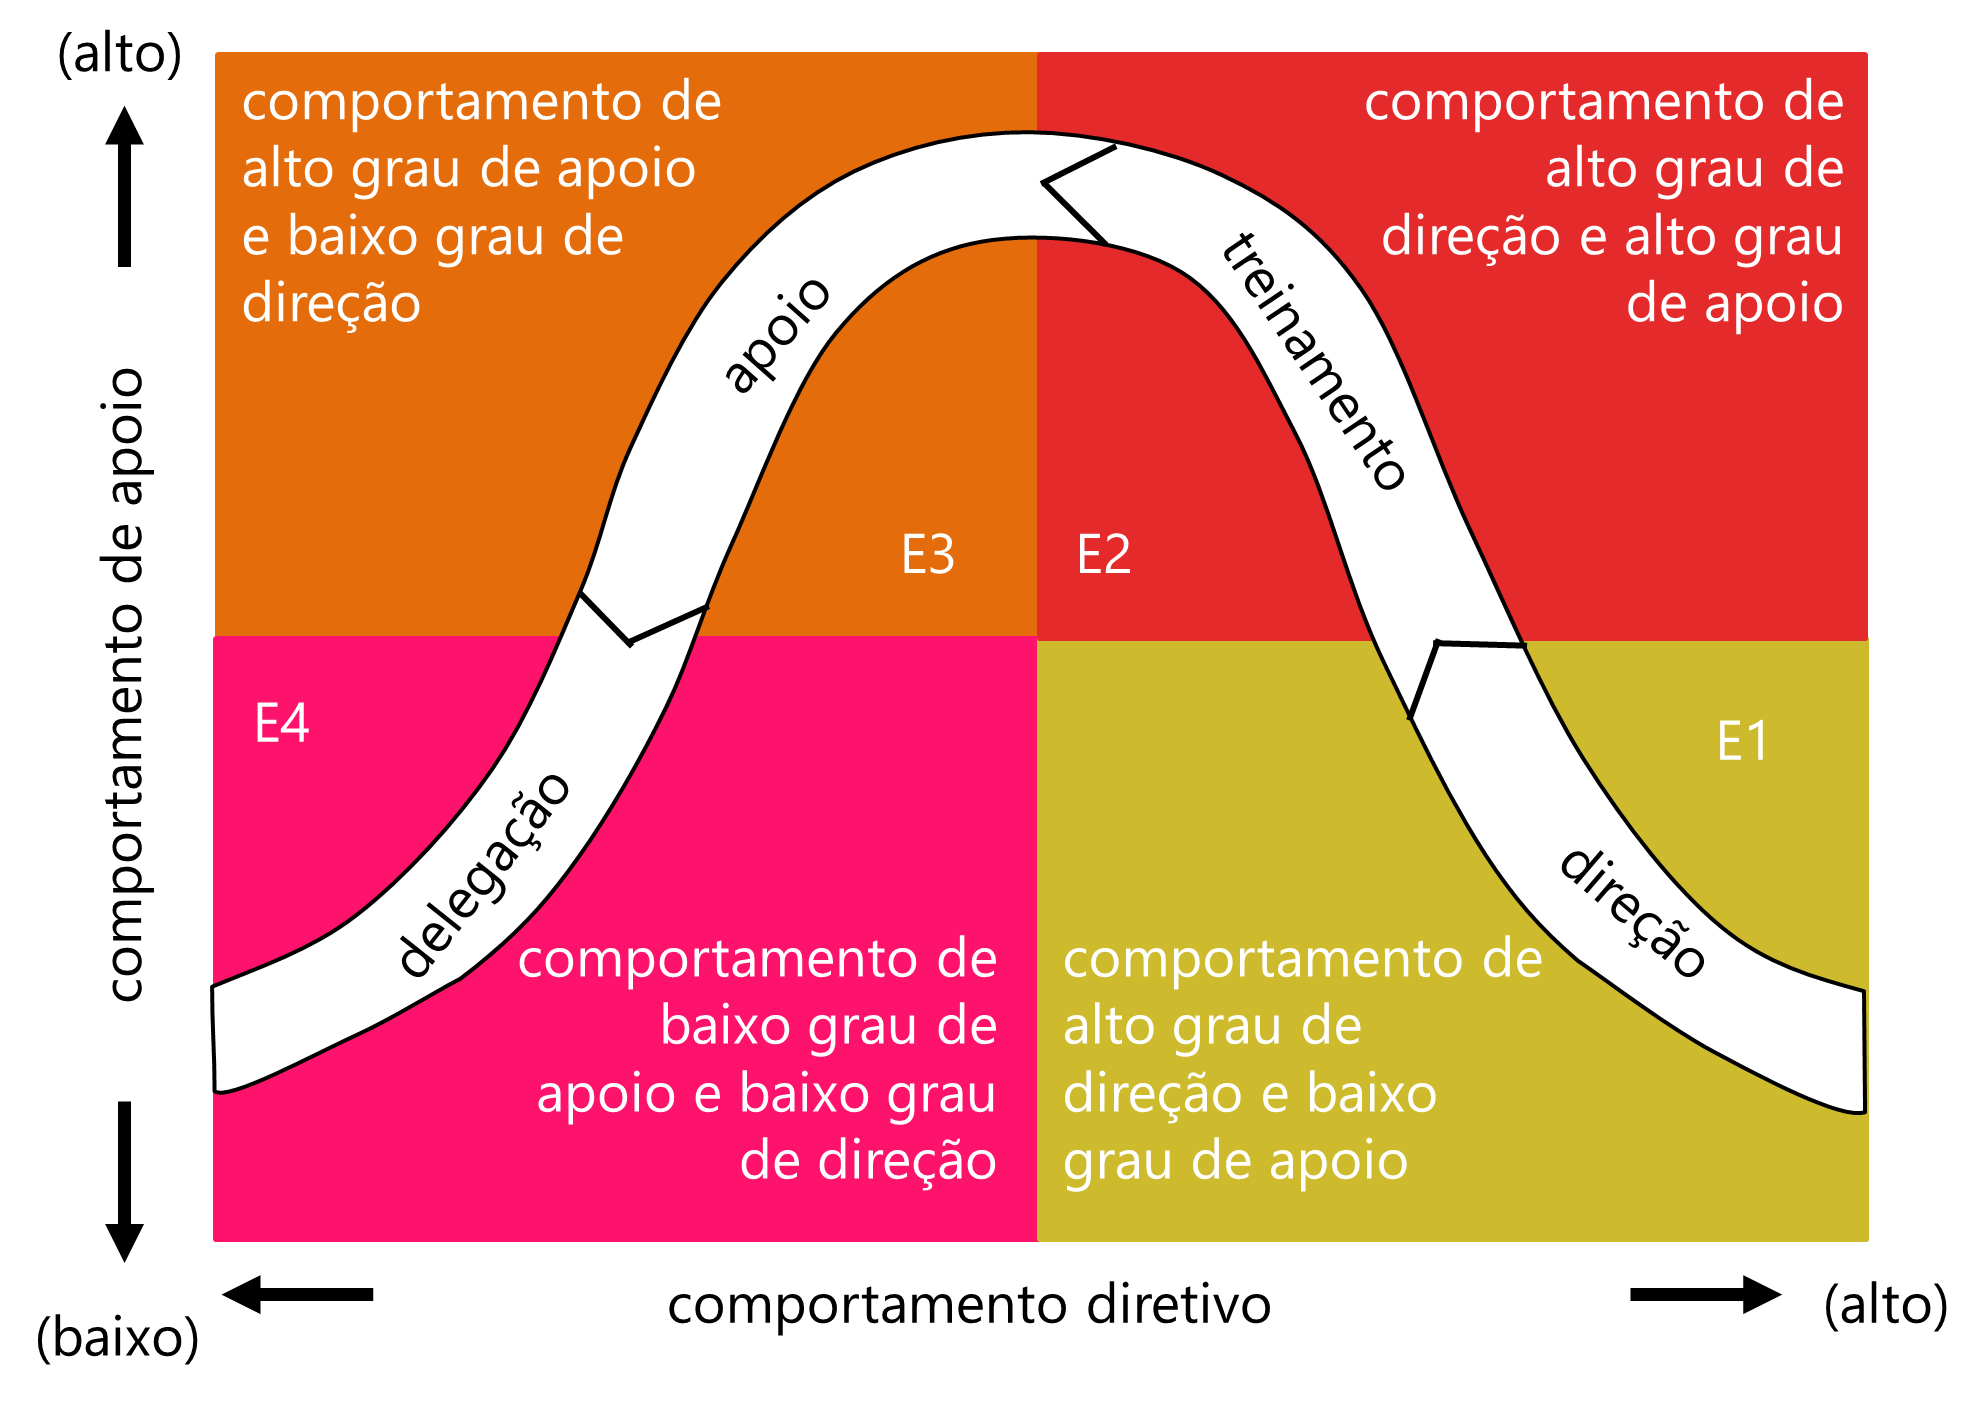 (alto)
comportamento de
alto grau de apoio
e baixo grau de
direção
comportamento de
alto grau de
direção e alto grau
de apoio
apoio
treinamento
comportamento de apoio
E3
E2
E4
E1
delegação
direção
comportamento de
baixo grau de
apoio e baixo grau
de direção
comportamento de
alto grau de
direção e baixo
grau de apoio
(baixo)
comportamento diretivo
(alto)